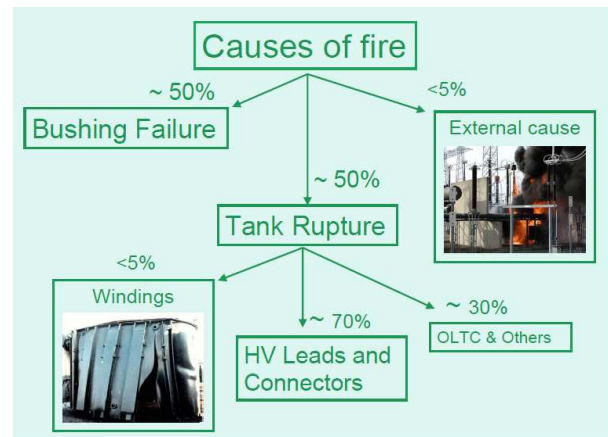 Causes of fire
~ 50%
<5%
Bushing Failure
External cause
~ 50%
Tank Rupture
<5%
Windings
~ 70%
~ 30%
HV Leads and
Connectors
OLTC & Others